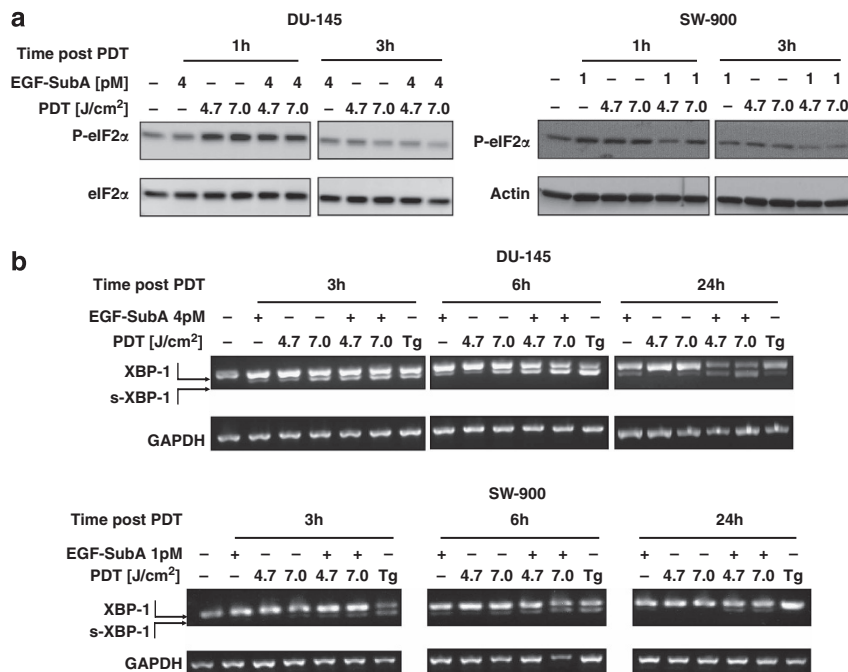 a
DU-145 SW-900
Time post PDT 1h 3h 1h 3h
EGF-SubA [pM] – 4 – – 4 4 4 – – 4 4 – 1 – – 1 1 1 – – 1 1
PDT [J/cm²] – – 4.7 7.0 4.7 7.0 – 4.7 7.0 4.7 7.0 – – 4.7 7.0 4.7 7.0 – 4.7 7.0 4.7 7.0
P-eIF2α P-eIF2α
eIF2α Actin
b
DU-145
Time post PDT 3h 6h 24h
EGF-SubA 4pM – + – – + + – + – – + + – + – – + + –
PDT [J/cm²] – – 4.7 7.0 4.7 7.0 Tg – 4.7 7.0 4.7 7.0 Tg – 4.7 7.0 4.7 7.0 Tg
XBP-1
s-XBP-1
GAPDH
SW-900
Time post PDT 3h 6h 24h
EGF-SubA 1pM – + – – + + – + – – + + – + – – + + –
PDT [J/cm²] – – 4.7 7.0 4.7 7.0 Tg – 4.7 7.0 4.7 7.0 Tg – 4.7 7.0 4.7 7.0 Tg
XBP-1
s-XBP-1
GAPDH